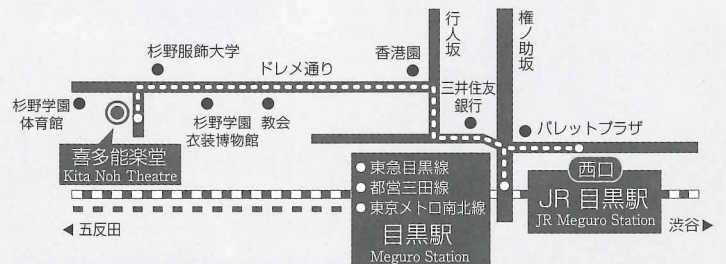 行人坂
権ノ助坂
杉野服飾大学
ドレメ通り
香港園
三井住友
銀行
パレットプラザ
杉野学園
体育館
杉野学園
衣装博物館
教会
喜多能楽堂
Kita Noh Theatre
西口
JR 目黒駅
JR Meguro Station
東急目黒線
都営三田線
東京メトロ南北線
目黒駅
Meguro Station
◀ 五反田
渋谷▶